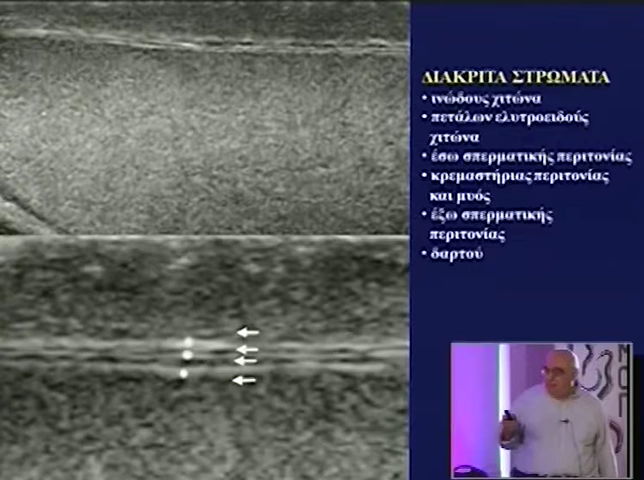 ΔΙΑΚΡΙΤΑ ΣΤΡΩΜΑΤΑ
• ινώδους χιτώνα
• πετάλων ελυτροειδούς
χιτώνα
• έσω σπερματικής περιτονίας
• κρεμαστήριας περιτονίας
και μυός
• έξω σπερματικής
περιτονίας
• δαρτού